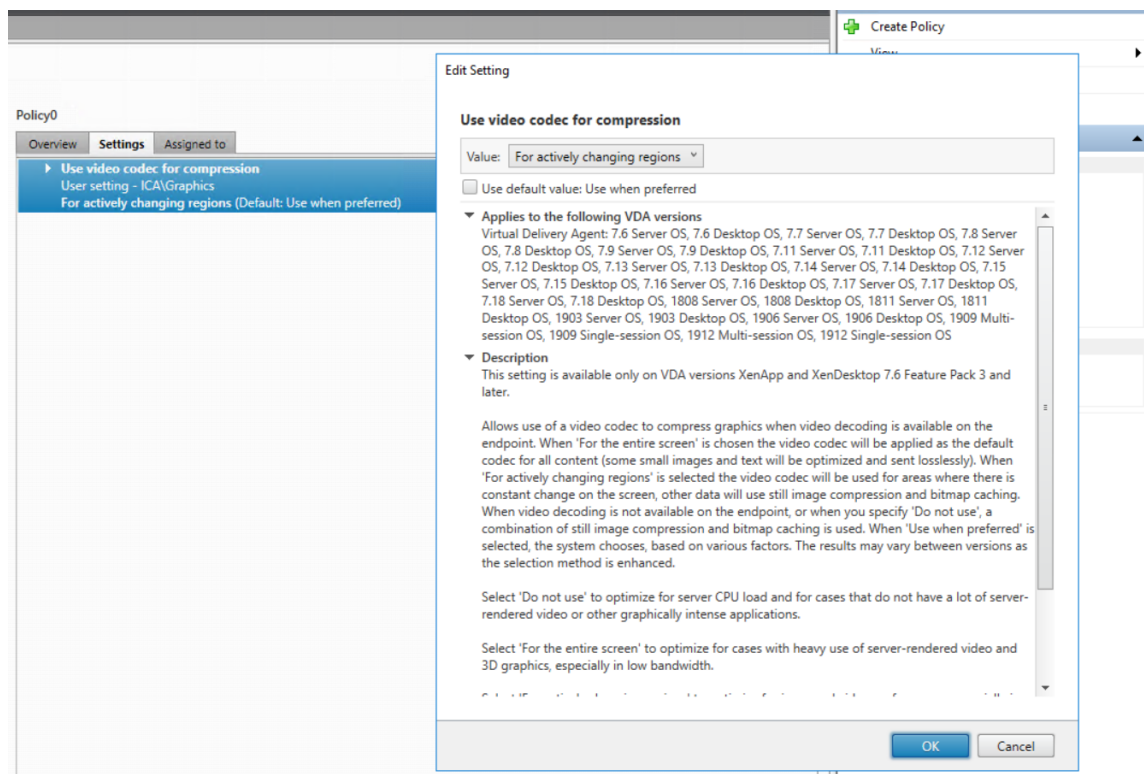 Create Policy
View
Edit Setting
Policy0
Overview Settings Assigned to
Use video codec for compression
User setting - ICA\Graphics
For actively changing regions (Default: Use when preferred)
Use video codec for compression
Value: For actively changing regions
Use default value: Use when preferred
Applies to the following VDA versions
Virtual Delivery Agent: 7.6 Server OS, 7.6 Desktop OS, 7.7 Server OS, 7.7 Desktop OS, 7.8 Server
OS, 7.8 Desktop OS, 7.9 Server OS, 7.9 Desktop OS, 7.11 Server OS, 7.11 Desktop OS, 7.12 Server
OS, 7.12 Desktop OS, 7.13 Server OS, 7.13 Desktop OS, 7.14 Server OS, 7.14 Desktop OS, 7.15
Server OS, 7.15 Desktop OS, 7.16 Server OS, 7.16 Desktop OS, 7.17 Server OS, 7.17 Desktop OS,
7.18 Server OS, 7.18 Desktop OS, 1808 Server OS, 1808 Desktop OS, 1811 Server OS, 1811
Desktop OS, 1903 Server OS, 1903 Desktop OS, 1906 Server OS, 1906 Desktop OS, 1909 Multi-
session OS, 1909 Single-session OS, 1912 Multi-session OS, 1912 Single-session OS
Description
This setting is available only on VDA versions XenApp and XenDesktop 7.6 Feature Pack 3 and
later.
Allows use of a video codec to compress graphics when video decoding is available on the
endpoint. When 'For the entire screen' is chosen the video codec will be applied as the default
codec for all content (some small images and text will be optimized and sent losslessly). When
'For actively changing regions' is selected the video codec will be used for areas where there is
constant change on the screen, other data will use still image compression and bitmap caching.
When video decoding is not available on the endpoint, or when you specify 'Do not use', a
combination of still image compression and bitmap caching is used. When 'Use when preferred' is
selected, the system chooses, based on various factors. The results may vary between versions as
the selection method is enhanced.
Select 'Do not use' to optimize for server CPU load and for cases that do not have a lot of server-
rendered video or other graphically intense applications.
Select 'For the entire screen' to optimize for cases with heavy use of server-rendered video and
3D graphics, especially in low bandwidth.
OK Cancel